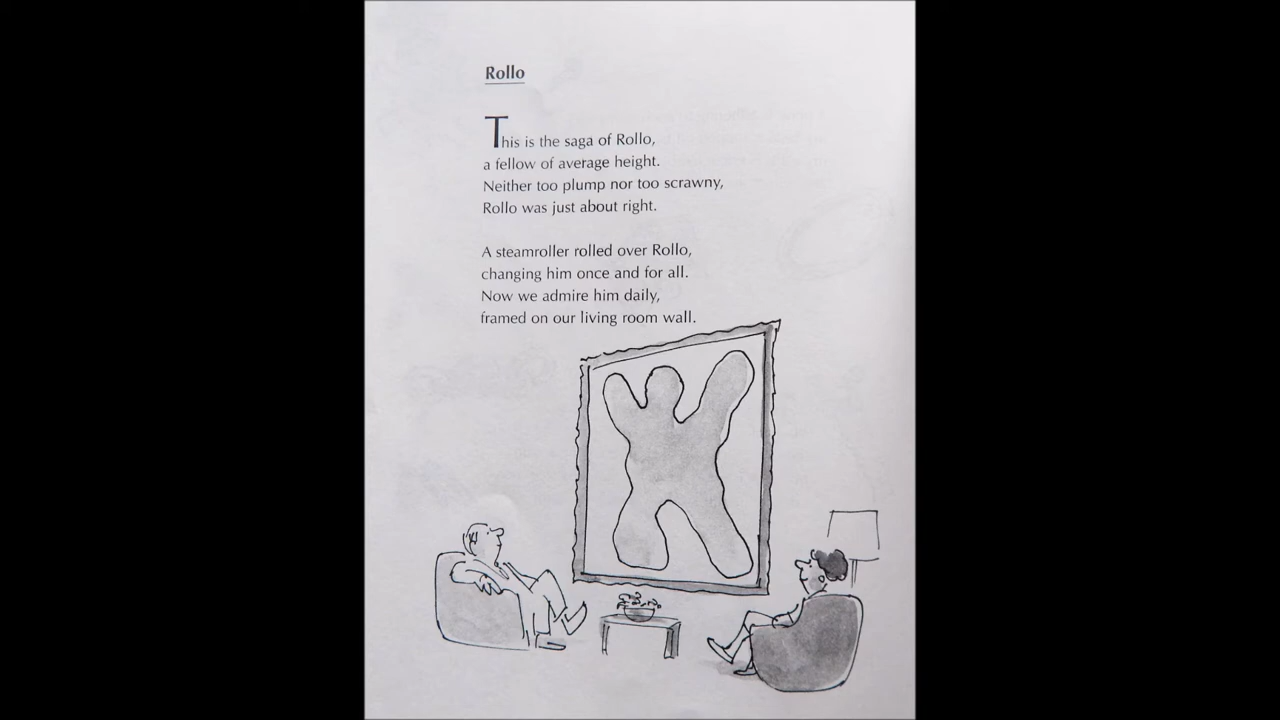 Rollo
This is the saga of Rollo,
a fellow of average height.
Neither too plump nor too scrawny,
Rollo was just about right.
A steamroller rolled over Rollo,
changing him once and for all.
Now we admire him daily,
framed on our living room wall.